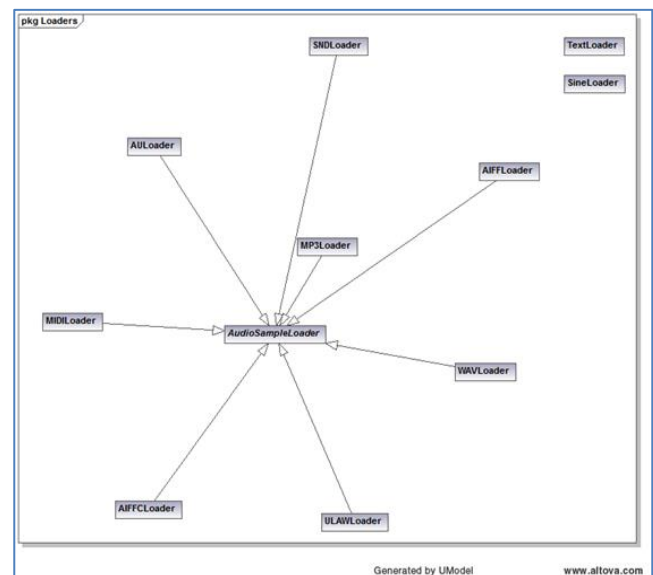 pkg Loaders
SNDLoader
TextLoader
SineLoader
AULoader
AIFFLoader
MP3Loader
MIDILoader
AudioSampleLoader
WAVLoader
AIFFCLoader
ULAWLoader
Generated by UModel
www.altova.com